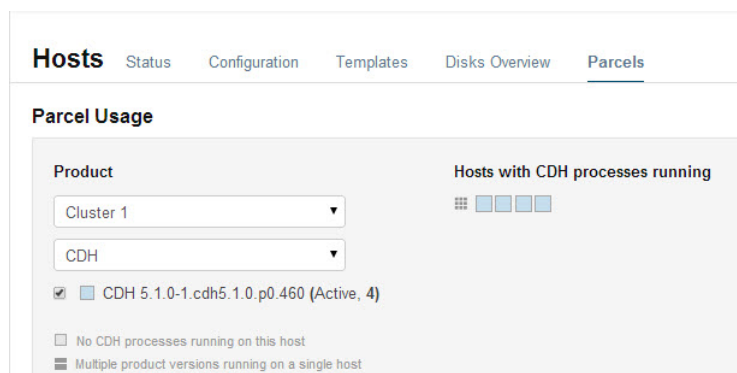 Hosts Status Configuration Templates Disks Overview Parcels
Parcel Usage
Product
Hosts with CDH processes running
Cluster 1
CDH
CDH 5.1.0-1.cdh5.1.0.p0.460 (Active, 4)
No CDH processes running on this host
Multiple product versions running on a single host